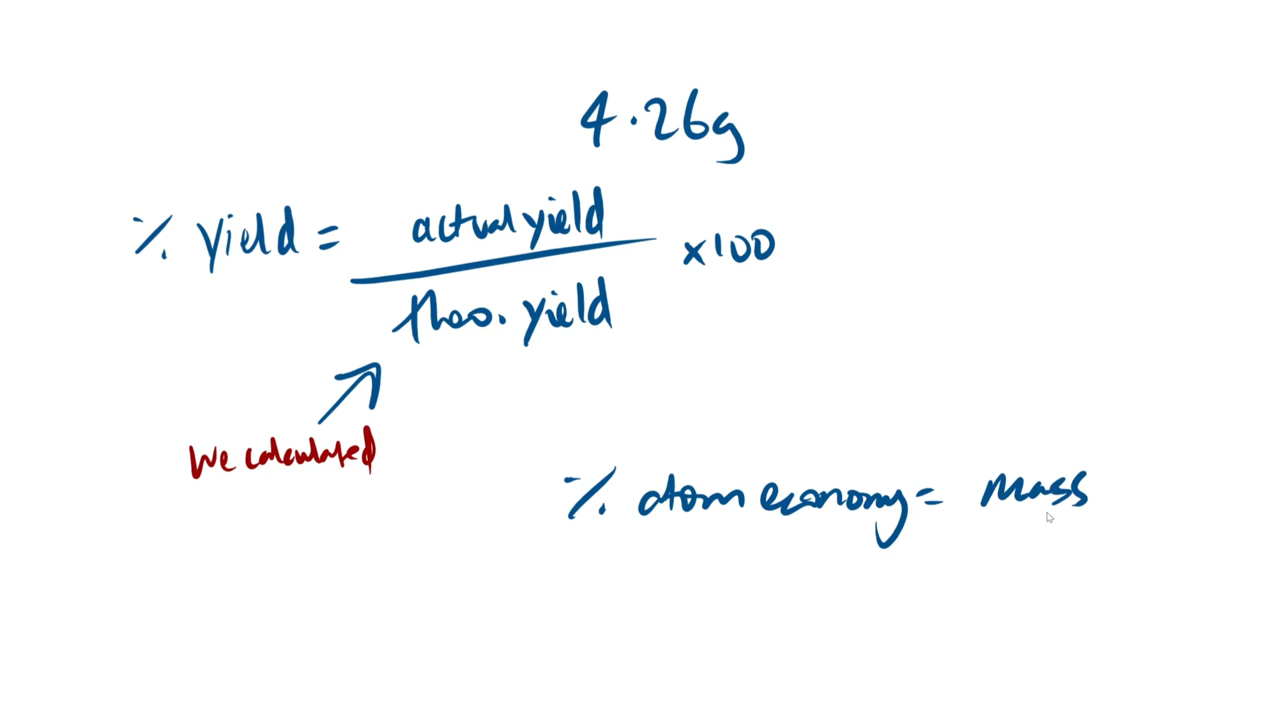 4.26g
% yield = actual yield / theo. yield x100
We calculated
% atom economy = Mass